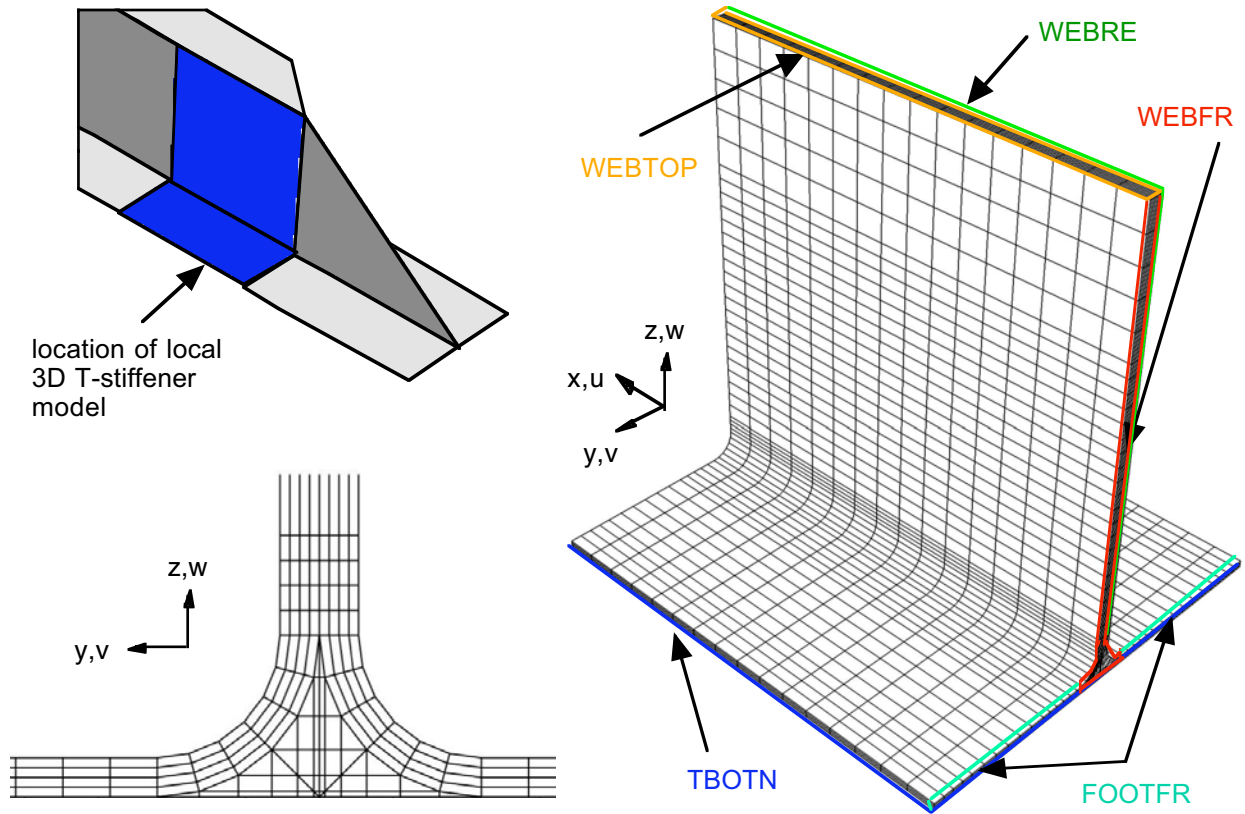 WEBRE
WEBFR
WEBTOP
location of local
3D T-stiffener
model
z,w
x,u
y,v
z,w
y,v
TBOTN
FOOTFR